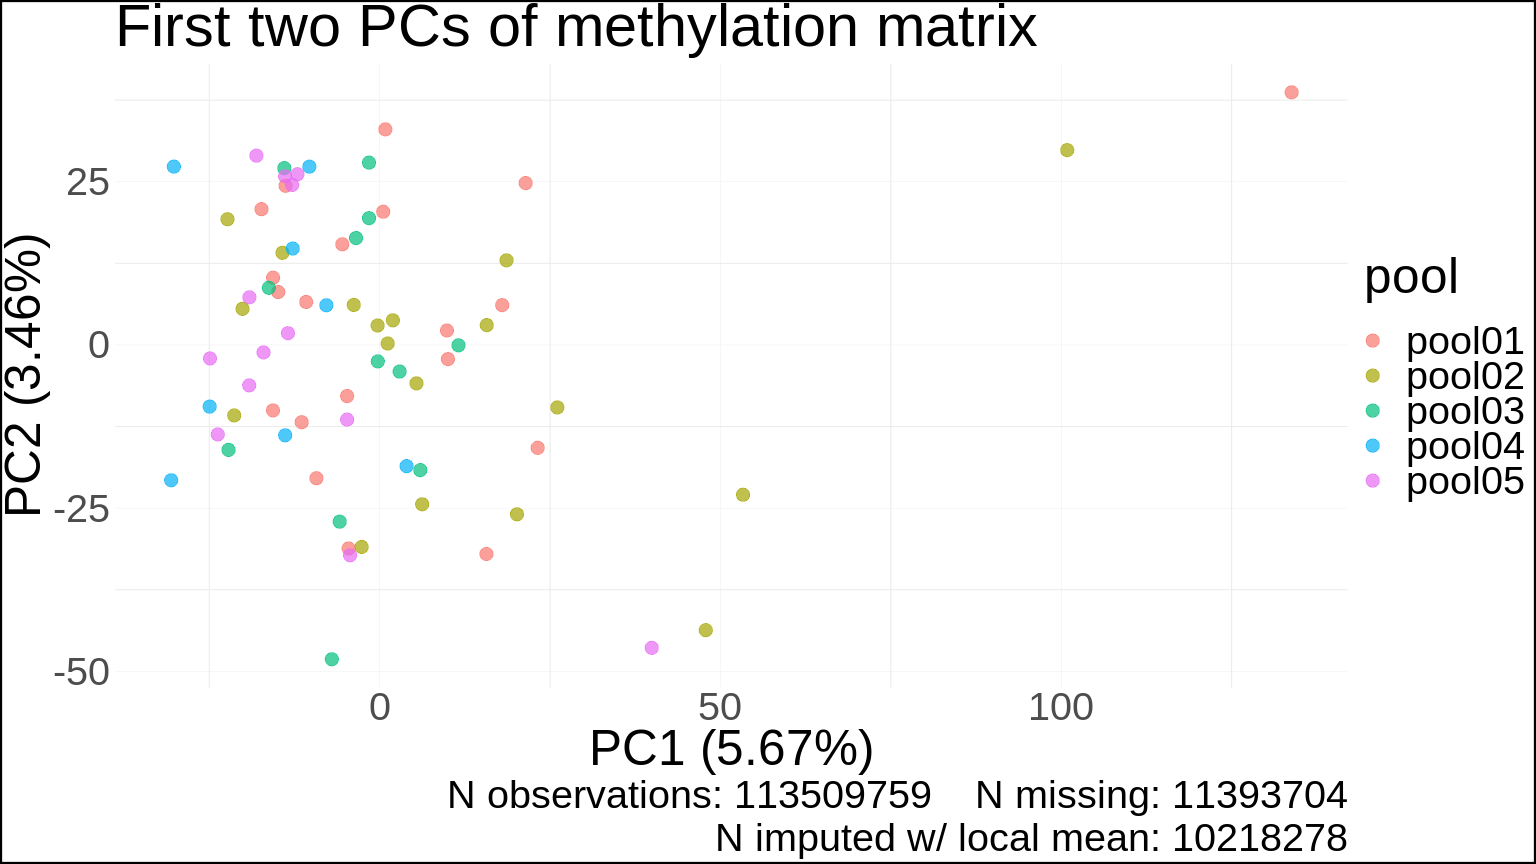 First two PCs of methylation matrix
PC2 (3.46%)
25
0
-25
-50
0
50
100
PC1 (5.67%)
pool
pool01
pool02
pool03
pool04
pool05
N observations: 113509759    N missing: 11393704
N imputed w/ local mean: 10218278